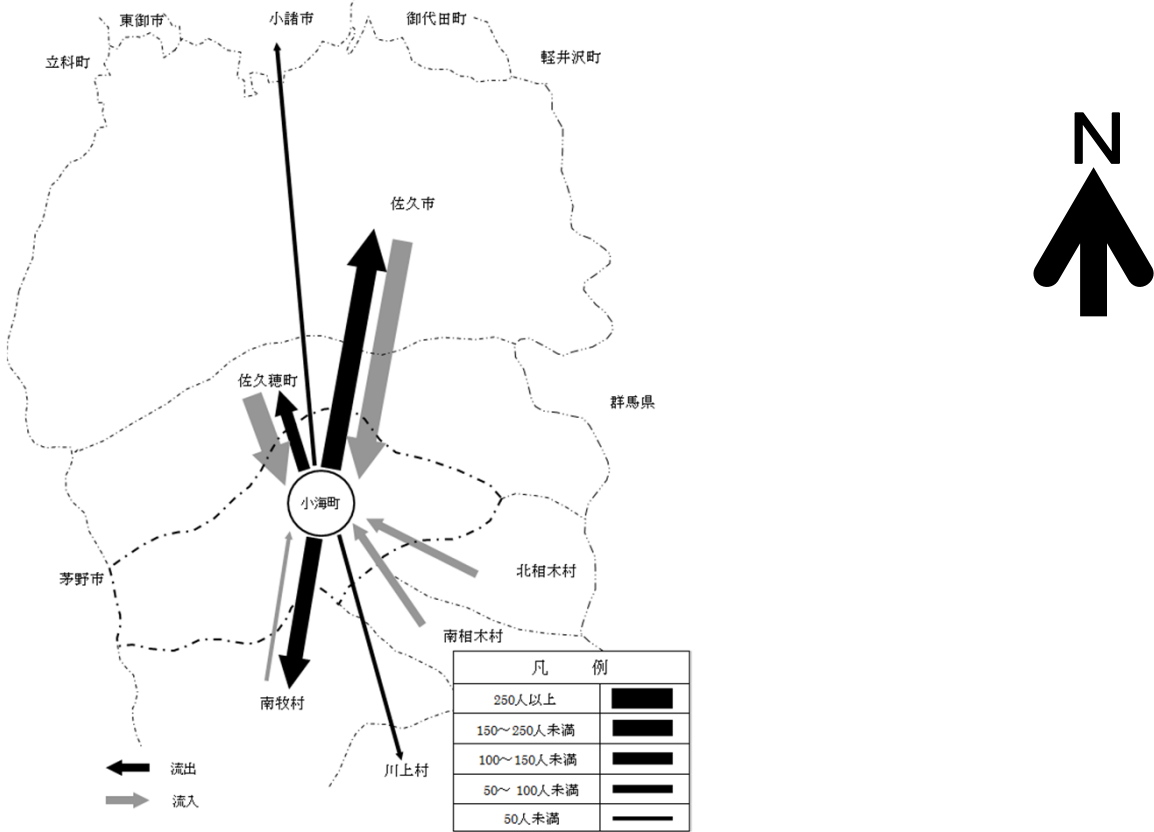 東御市
小諸市
御代田町
立科町
軽井沢町
N
佐久市
佐久穂町
群馬県
小海町
茅野市
北相木村
南相木村
南牧村
川上村
流出
流入
凡 例
250人以上
150～250人未満
100～150人未満
50～ 100人未満
50人未満